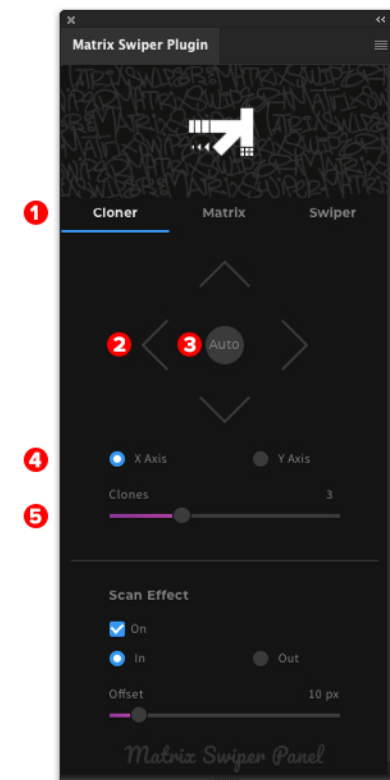 Matrix Swiper Plugin
1 Cloner Matrix Swiper
2 3 Auto
4 X Axis Y Axis
Clones 3
5
Scan Effect
On
In Out
Offset 10 px
Matrix Swiper Panel